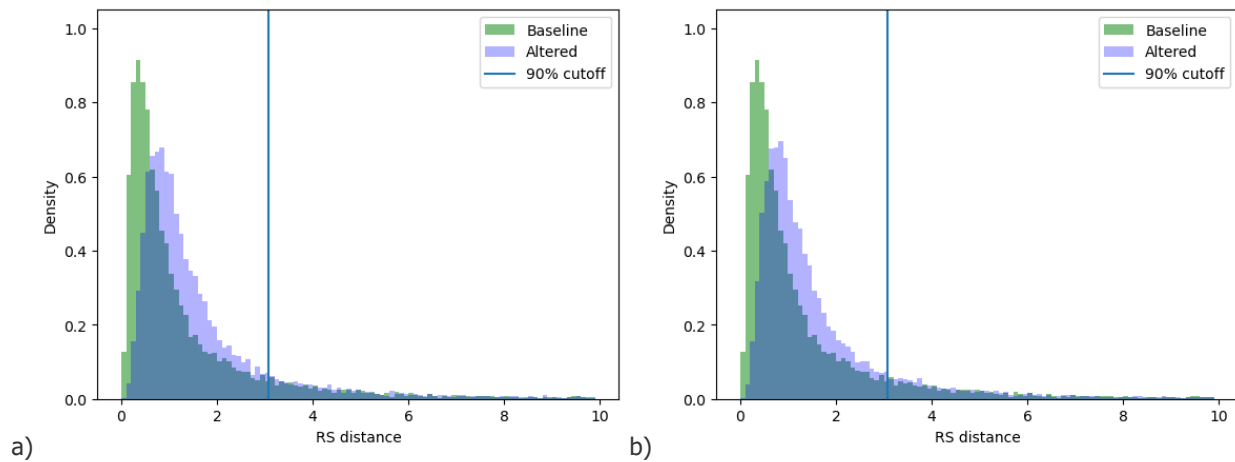 1.0
0.8
0.6
0.4
0.2
0.0
Density
0 2 4 6 8 10
RS distance
Baseline
Altered
90% cutoff
a)
1.0
0.8
0.6
0.4
0.2
0.0
Density
0 2 4 6 8 10
RS distance
Baseline
Altered
90% cutoff
b)